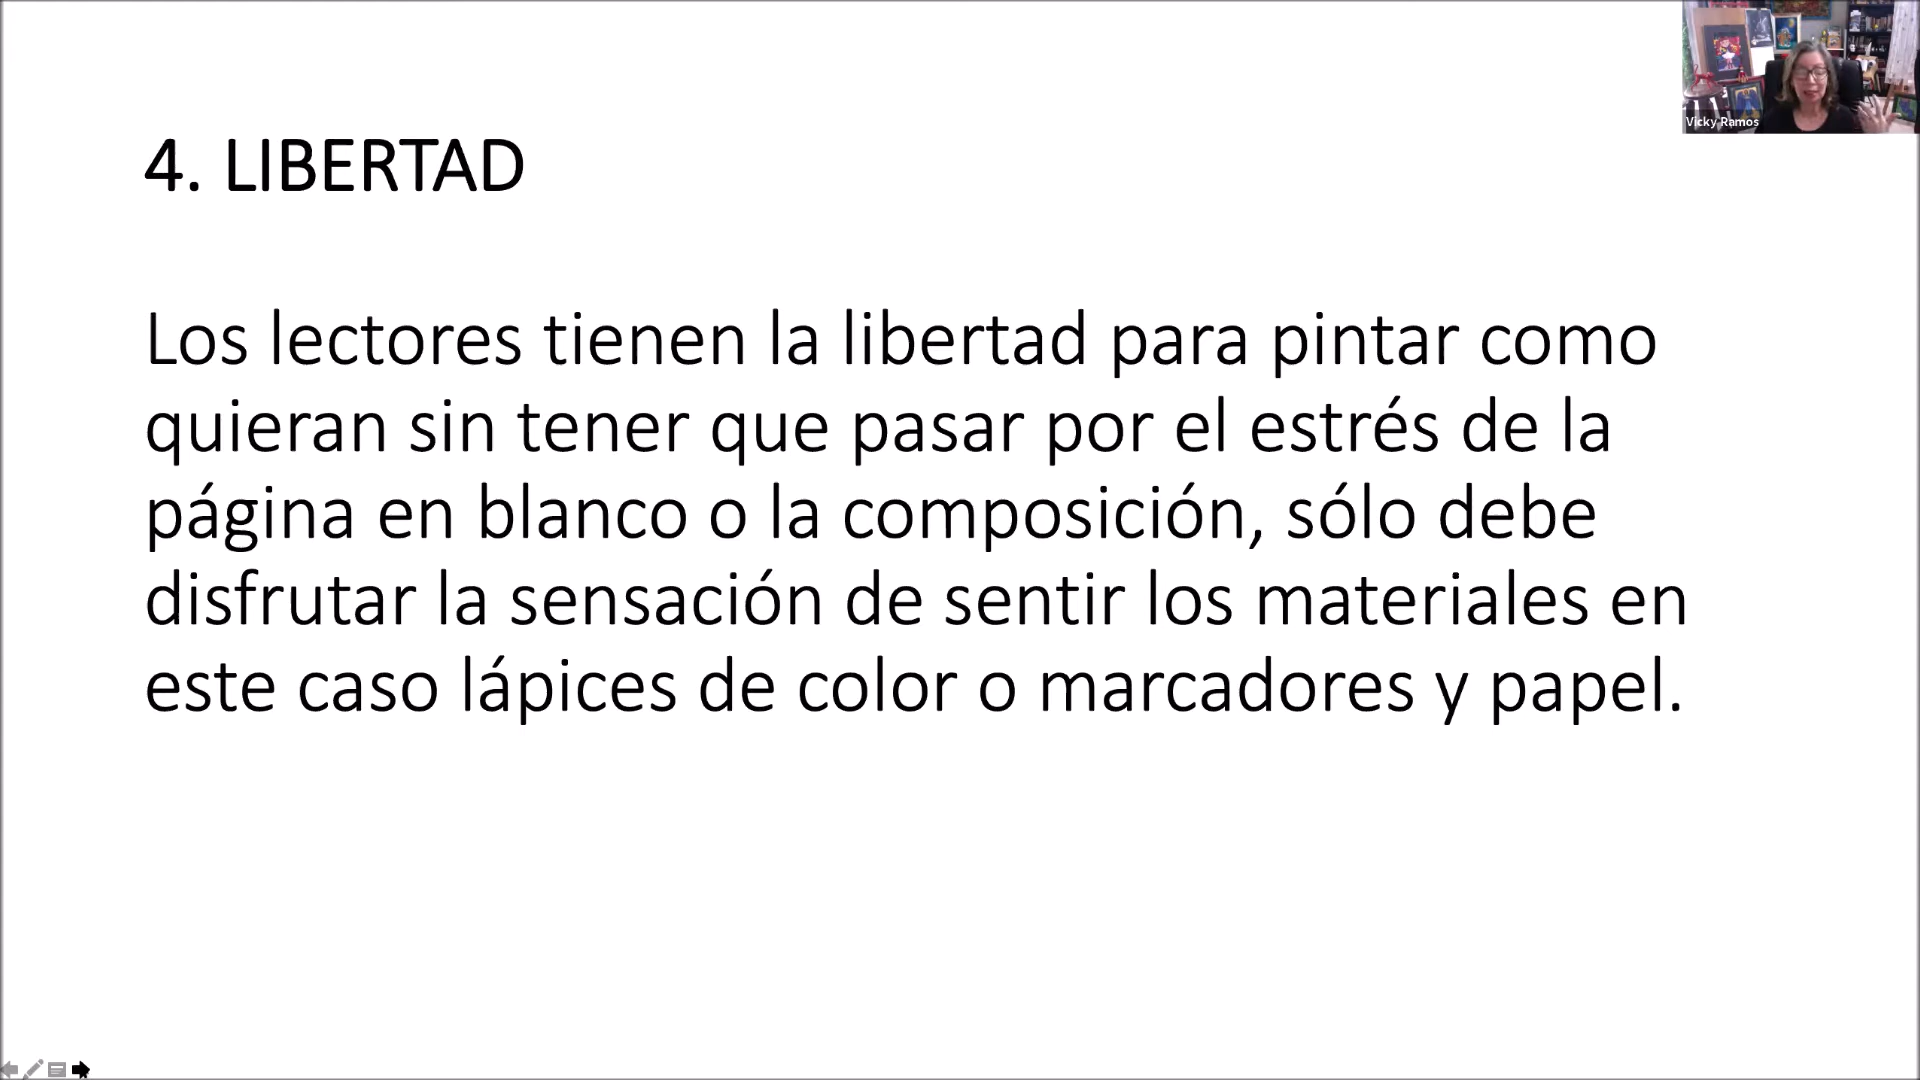 Vicky Ramos
4. LIBERTAD
Los lectores tienen la libertad para pintar como
quieran sin tener que pasar por el estrés de la
página en blanco o la composición, sólo debe
disfrutar la sensación de sentir los materiales en
este caso lápices de color o marcadores y papel.